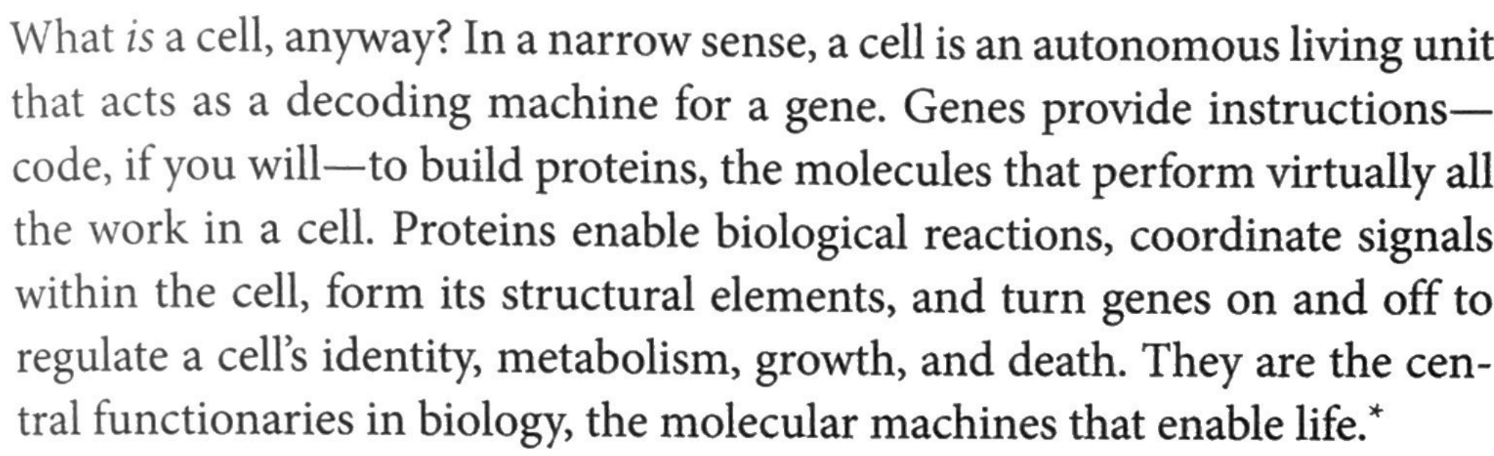 What is a cell, anyway? In a narrow sense, a cell is an autonomous living unit
that acts as a decoding machine for a gene. Genes provide instructions—
code, if you will—to build proteins, the molecules that perform virtually all
the work in a cell. Proteins enable biological reactions, coordinate signals
within the cell, form its structural elements, and turn genes on and off to
regulate a cell’s identity, metabolism, growth, and death. They are the cen-
tral functionaries in biology, the molecular machines that enable life.*